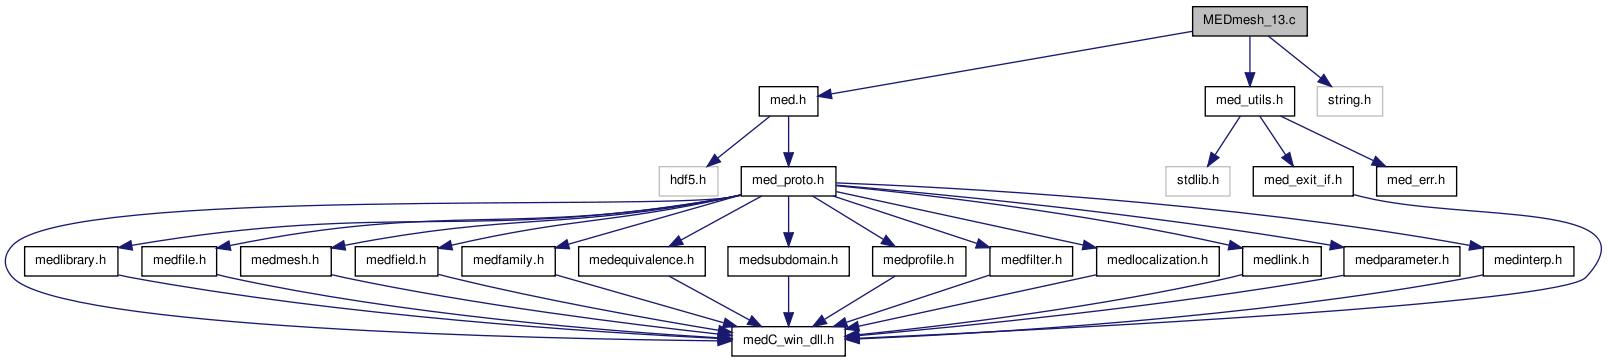 MEDmesh_13.c
med.h
med_utils.h
string.h
hdf5.h
med_proto.h
stdlib.h
med_exit_if.h
med_err.h
medlibrary.h
medfile.h
medmesh.h
medfield.h
medfamily.h
medequivalence.h
medsubdomain.h
medprofile.h
medfilter.h
medlocalization.h
medlink.h
medparameter.h
medinterp.h
medC_win_dll.h